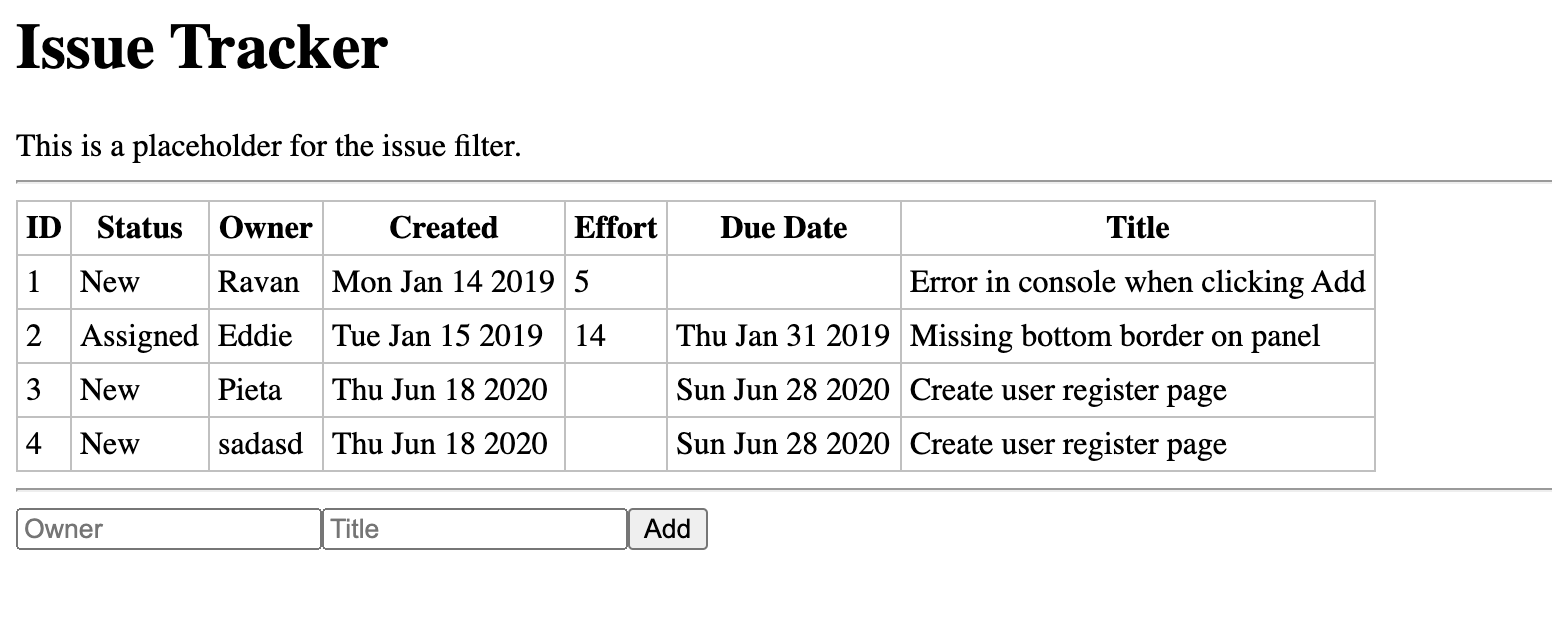 Issue Tracker
This is a placeholder for the issue filter.
ID Status Owner Created Effort Due Date Title
1 New Ravan Mon Jan 14 2019 5 Error in console when clicking Add
2 Assigned Eddie Tue Jan 15 2019 14 Thu Jan 31 2019 Missing bottom border on panel
3 New Pieta Thu Jun 18 2020 Sun Jun 28 2020 Create user register page
4 New sadasd Thu Jun 18 2020 Sun Jun 28 2020 Create user register page
Owner Title Add